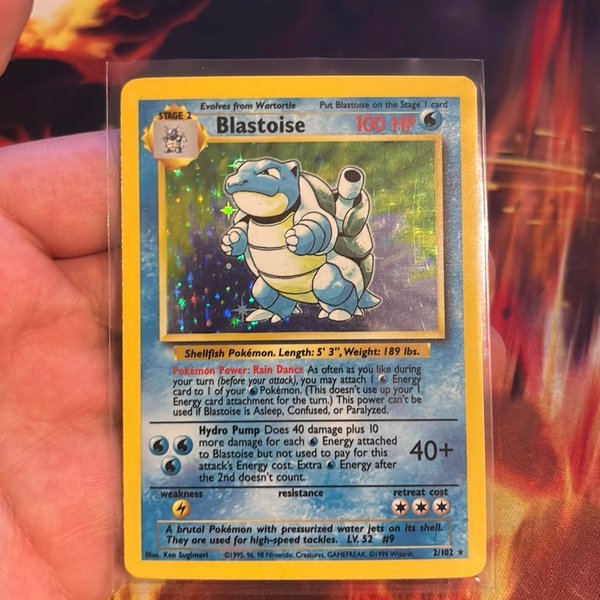 Evolves from Wartortle Put Blastoise on the Stage 1 card
STAGE 2
Blastoise 100 HP
Shellfish Pokémon. Length: 5' 3", Weight: 189 lbs.
Pokémon Power: Rain Dance As often as you like during
your turn (before your attack), you may attach 1 Energy
card to 1 of your Pokémon. (This doesn't use up your 1
Energy card attachment for the turn.) This power can't be
used if Blastoise is Asleep, Confused, or Paralyzed.
Hydro Pump Does 40 damage plus 10
more damage for each Energy attached
to Blastoise but not used to pay for this
attack's Energy cost. Extra Energy after
the 2nd doesn't count.
40+
weakness resistance retreat cost
A brutal Pokémon with pressurized water jets on its shell.
They are used for high-speed tackles. LV. 52 #9
Illus. Ken Sugimori ©1995, 96, 98 Nintendo, Creatures, GAMEFREAK. ©1999 Wizards. 2/102